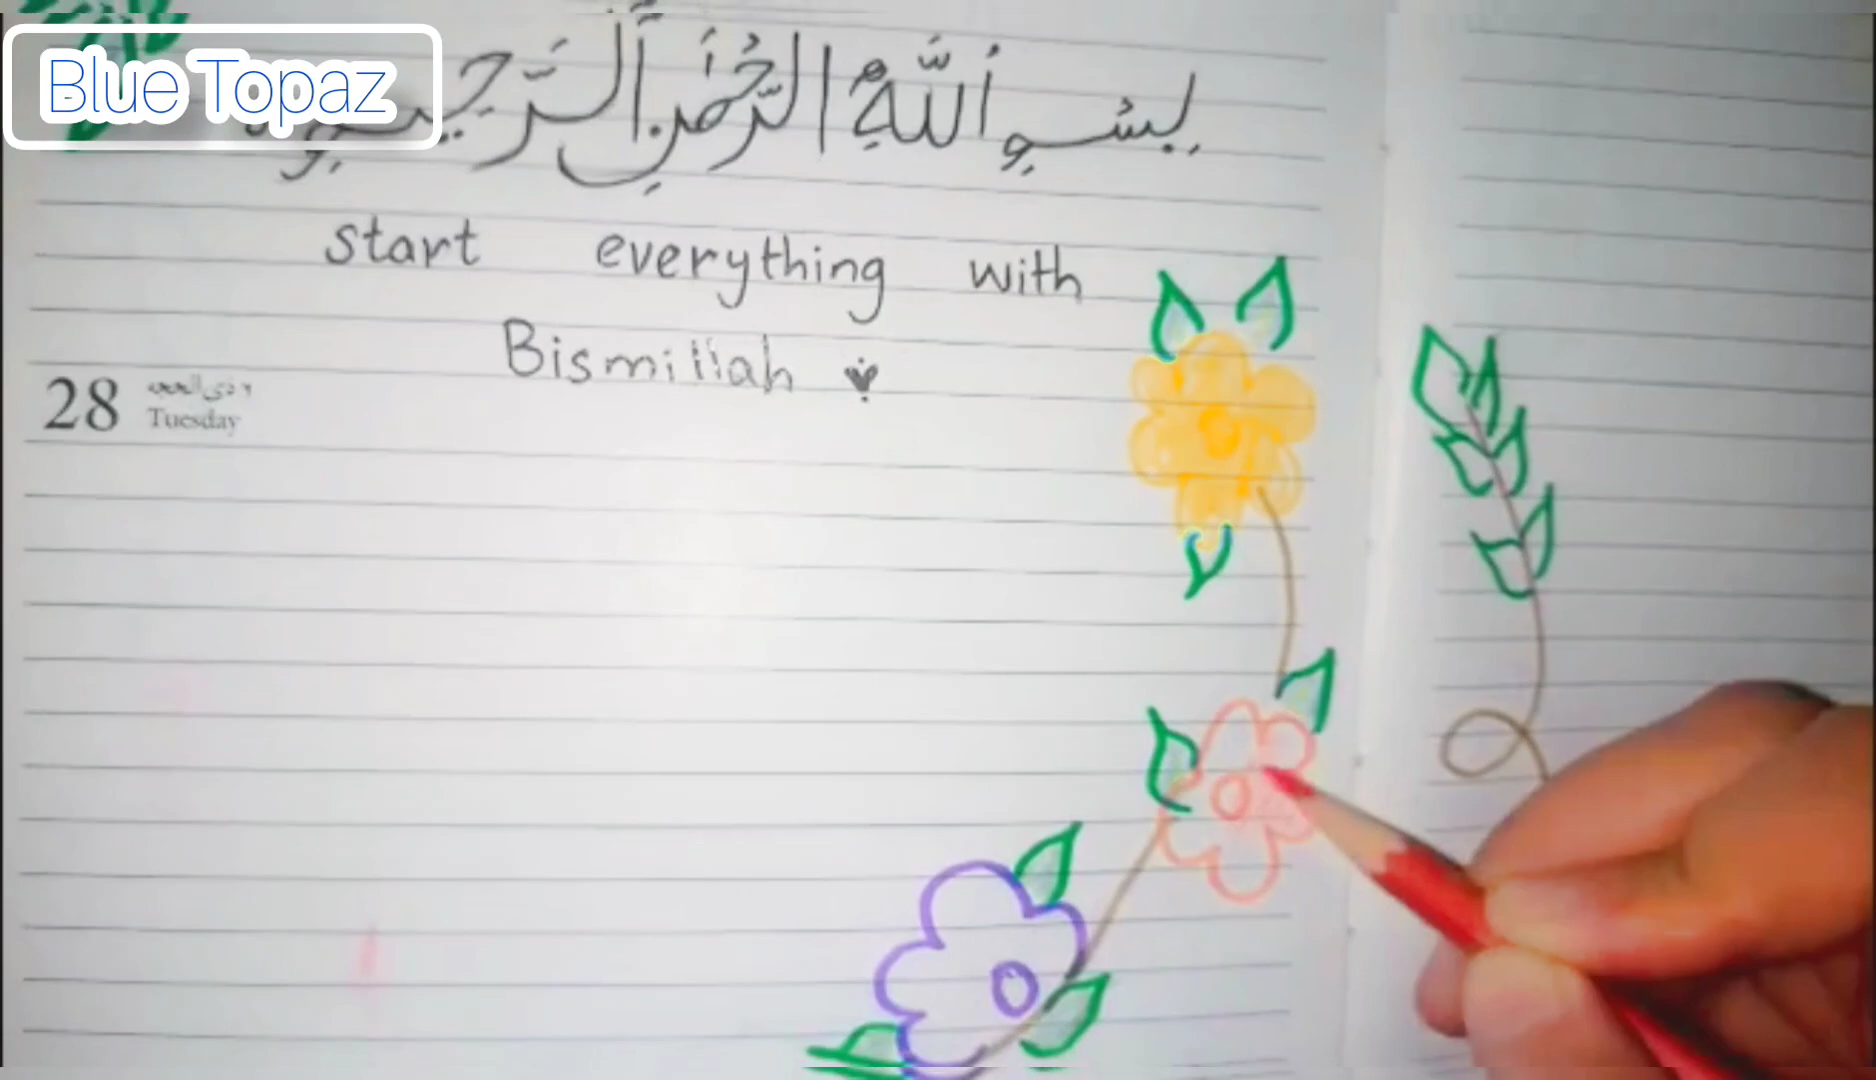 Blue Topaz
بِسْمِ ٱللَّهِ ٱلرَّحْمَٰنِ ٱلرَّحِيمِ
start everything with
Bismillah
28
Tuesday